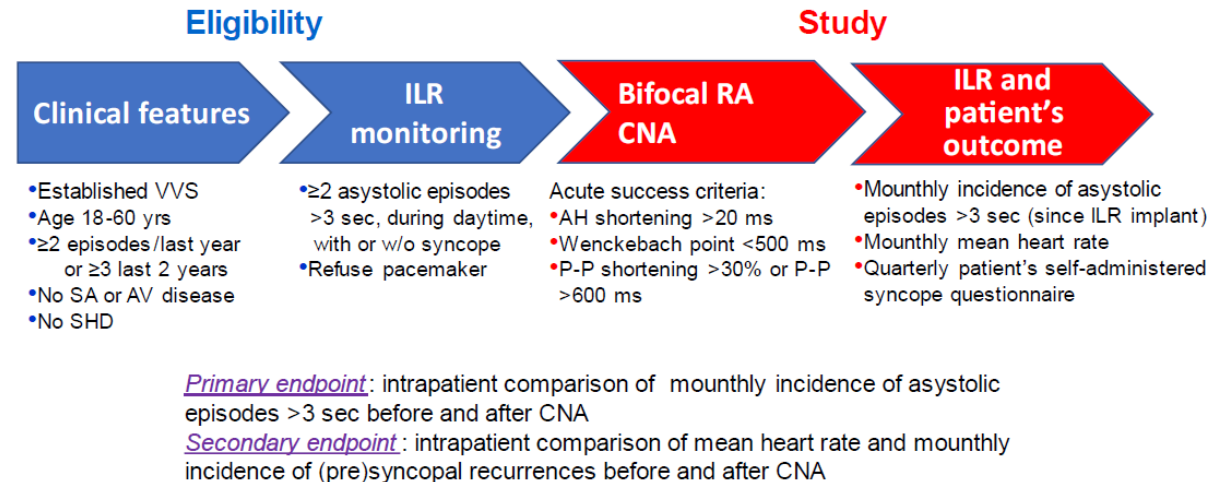 Eligibility
Study
Clinical features
ILR
monitoring
Bifocal RA
CNA
ILR and
patient's
outcome
•Established VVS
•Age 18-60 yrs
•≥2 episodes/last year
or ≥3 last 2 years
•No SA or AV disease
•No SHD
•≥2 asystolic episodes
>3 sec, during daytime,
with or w/o syncope
•Refuse pacemaker
Acute success criteria:
•AH shortening >20 ms
•Wenckebach point <500 ms
•P-P shortening >30% or P-P
>600 ms
•Mounthly incidence of asystolic
episodes >3 sec (since ILR implant)
•Mounthly mean heart rate
•Quarterly patient's self-administered
syncope questionnaire
Primary endpoint: intrapatient comparison of mounthly incidence of asystolic
episodes >3 sec before and after CNA
Secondary endpoint: intrapatient comparison of mean heart rate and mounthly
incidence of (pre)syncopal recurrences before and after CNA